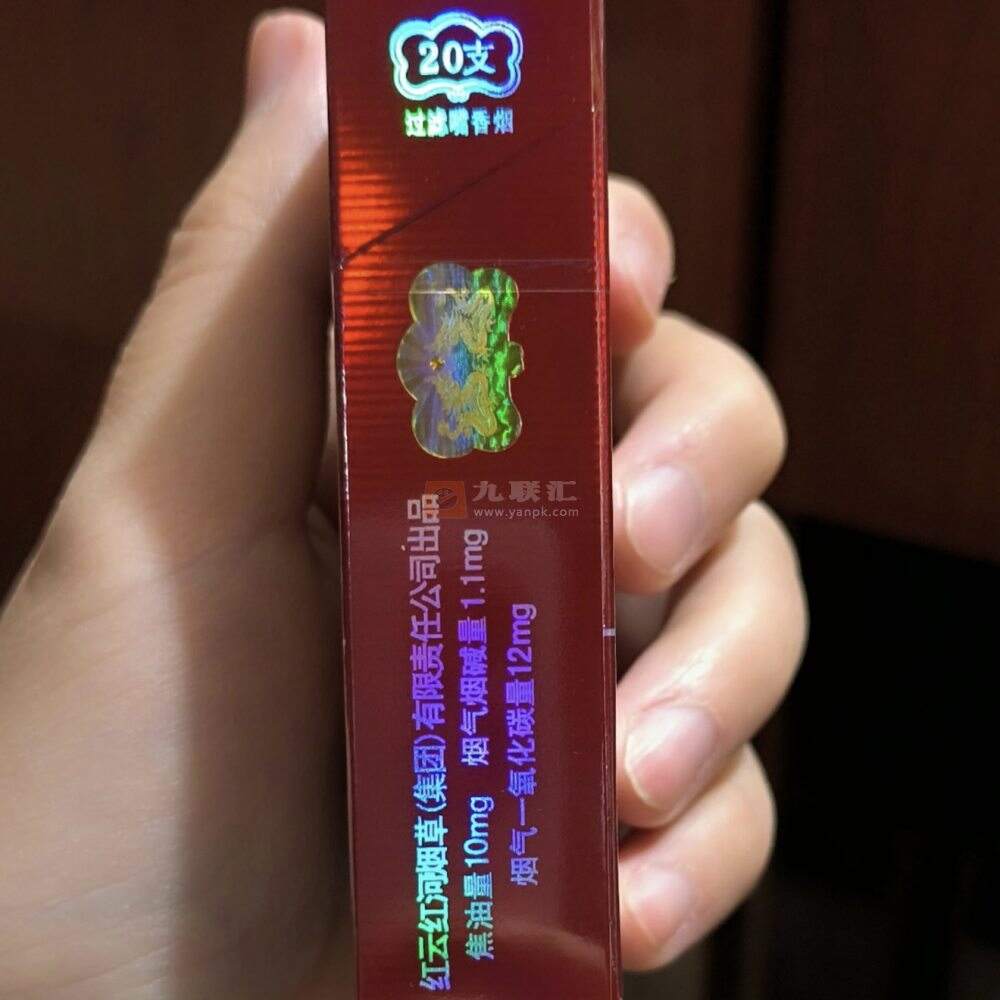 20支
过滤嘴香烟
红云红河烟草(集团)有限责任公司出品
焦油量10mg 烟气烟碱量1.1mg
烟气一氧化碳量12mg
九联汇
www.yanpk.com